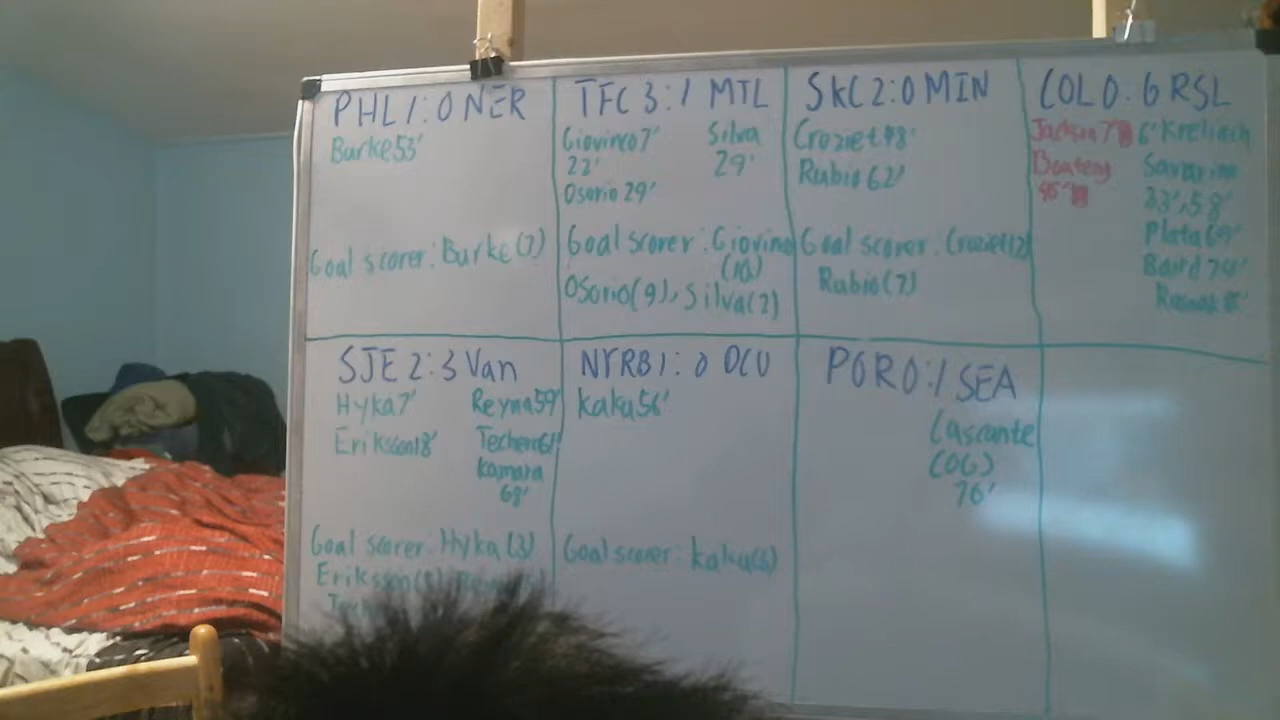 PHL 1:0 NER
Burke 53'
Goal scorer: Burke (7)
TFC 3:1 MTL
Giovinco 7' Silva
22' 29'
Osorio 29'
Goal scorer: Giovinco
(10)
Osorio (9), Silva (2)
SKC 2:0 MIN
Croziet 48'
Rubio 62'
Goal scorer: Croziet (2)
Rubio (7)
COL 0:6 RSL
Jackson 7' 6' Kreliach
Boateng Savarino
45' 33', 58'
Plata 69'
Baird 74'
SJE 2:3 Van
Hyka 7' Reyna 59'
Eriksson 18' Techera 61'
Kamara
68'
Goal scorer: Hyka (3)
Eriksson
NYRB 1:0 DCU
Kaku 56'
Goal scorer: Kaku (6)
POR 0:1 SEA
Cascante
(OG)
76'